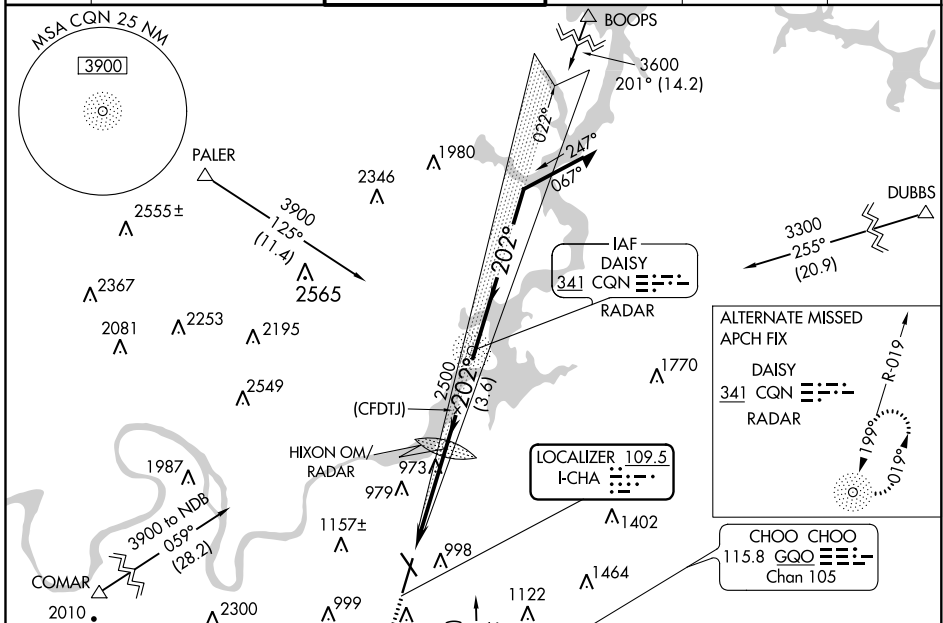 MSA CQN 25 NM
3900
BOOPS
3600
201° (14.2)
022°
247°
067°
1980
2346
PALER
3900
125°
(11.4)
2555±
2565
2367
2081
2253
2195
2549
DUBBS
3300
255°
(20.9)
202°
IAF
DAISY
341 CQN
RADAR
2500
202°
(3.6)
(CFDTJ)
1770
ALTERNATE MISSED
APCH FIX
DAISY
341 CQN
RADAR
R-019
199°
019°
HIXON OM/
RADAR
973
979
1987
LOCALIZER 109.5
I-CHA
1402
1157±
998
3900 to NDB
059°
(28.2)
COMAR
2010
2300
999
1122
1464
CHOO CHOO
115.8 GQO
Chan 105